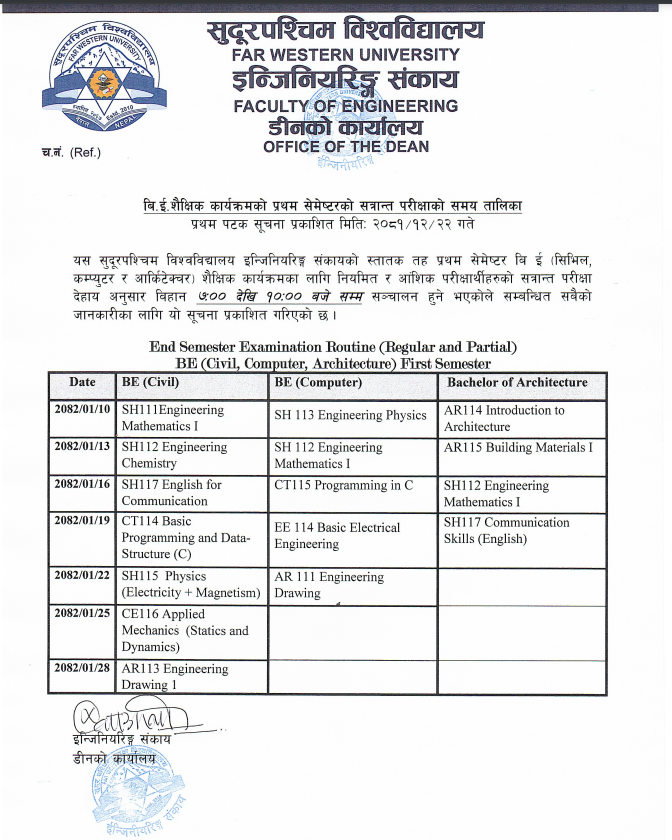 सुदूरपश्चिम विश्वविद्यालय
FAR WESTERN UNIVERSITY
इन्जिनियरिङ्ग संकाय
FACULTY OF ENGINEERING
डीनको कार्यालय
OFFICE OF THE DEAN
सुदूरपश्चिम विश्वविद्यालय
FAR WESTERN UNIVERSITY
Estd. 2010
नेपाल NEPAL
च.नं. (Ref.)
बि.ई.शैक्षिक कार्यक्रमको प्रथम सेमेष्टरको सत्रान्त परीक्षाको समय तालिका
प्रथम पटक सूचना प्रकाशित मितिः २०८१/१२/२२ गते
यस सुदूरपश्चिम विश्वविद्यालय इन्जिनियरिङ्ग संकायको स्तातक तह प्रथम सेमेष्टर बि ई (सिभिल,
कम्प्युटर र आर्किटेक्चर) शैक्षिक कार्यक्रमका लागि नियमित र आंशिक परीक्षार्थीहरुको सत्रान्त परीक्षा
देहाय अनुसार विहान ७:०० देखि १०:०० बजे सम्म सञ्चालन हुने भएकोले सम्बन्धित सवैको
जानकारीका लागि यो सूचना प्रकाशित गरिएको छ ।
End Semester Examination Routine (Regular and Partial)
BE (Civil, Computer, Architecture) First Semester
Date BE (Civil) BE (Computer) Bachelor of Architecture
2082/01/10 SH111Engineering Mathematics I SH 113 Engineering Physics AR114 Introduction to Architecture
2082/01/13 SH112 Engineering Chemistry SH 112 Engineering Mathematics I AR115 Building Materials I
2082/01/16 SH117 English for Communication CT115 Programming in C SH112 Engineering Mathematics I
2082/01/19 CT114 Basic Programming and Data-Structure (C) EE 114 Basic Electrical Engineering SH117 Communication Skills (English)
2082/01/22 SH115 Physics (Electricity + Magnetism) AR 111 Engineering Drawing
2082/01/25 CE116 Applied Mechanics (Statics and Dynamics)
2082/01/28 AR113 Engineering Drawing 1
इन्जिनियरिङ्ग संकाय
डीनको कार्यालय
इन्जिनियरिङ्ग संकाय